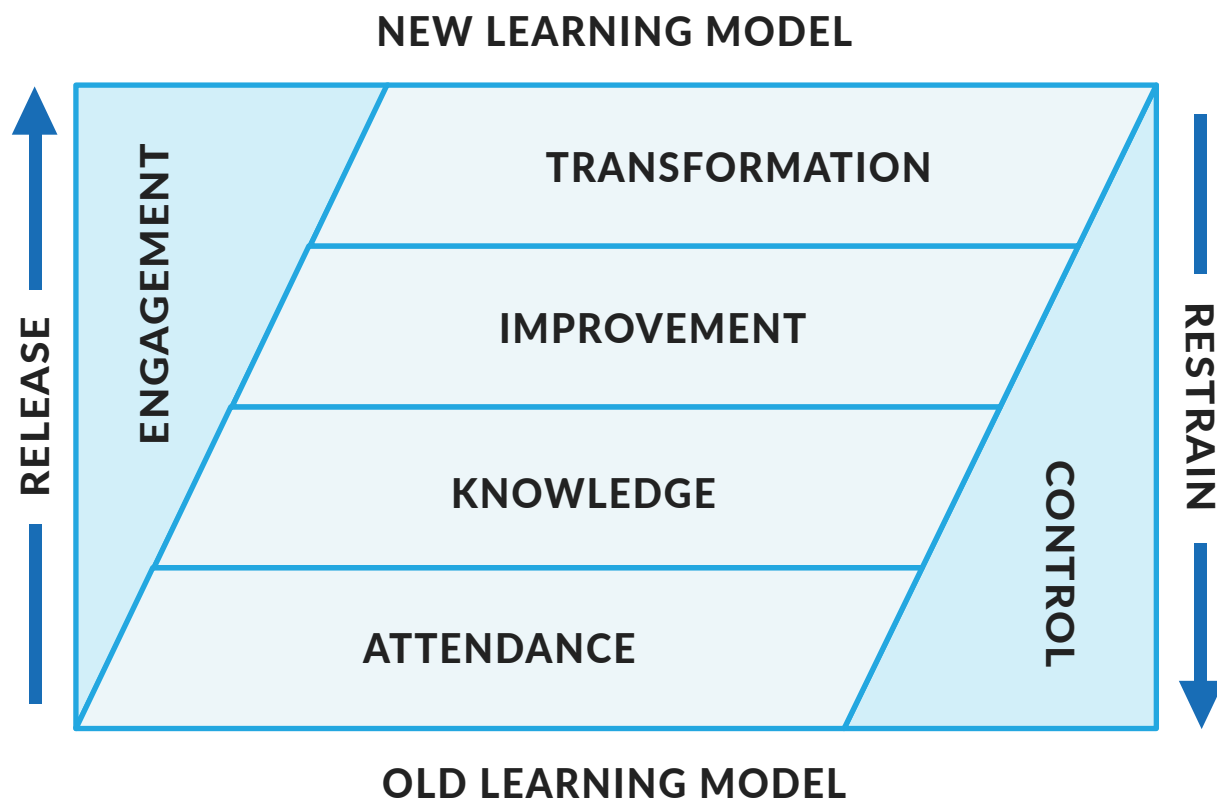 NEW LEARNING MODEL
RELEASE
ENGAGEMENT
TRANSFORMATION
IMPROVEMENT
KNOWLEDGE
ATTENDANCE
CONTROL
RESTRAIN
OLD LEARNING MODEL